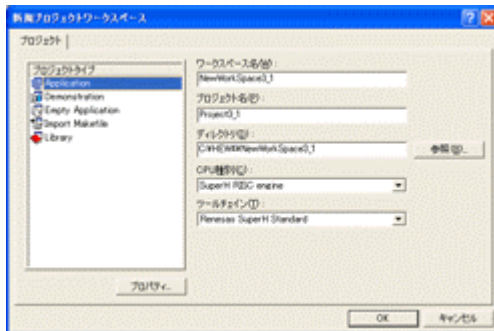 新規プロジェクトワークスペース
プロジェクト
プロジェクトタイプ
Application
Demonstration
Empty Application
Import Makefile
Library
プロパティ...
ワークスペース名(W):
NewWorkSpace3_1
プロジェクト名(P):
Project3_1
ディレクトリ(D):
C:¥HEW4¥NewWorkSpace3_1
参照(B)...
CPU種別(C):
SuperH RISC engine
ツールチェイン(T):
Renesas SuperH Standard
OK
キャンセル